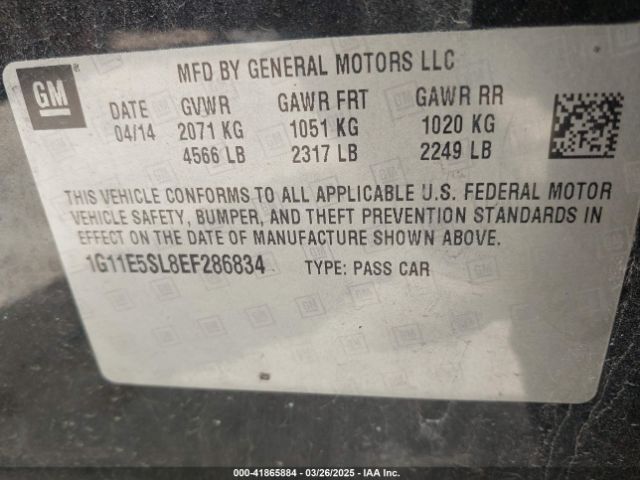 GM
MFD BY GENERAL MOTORS LLC
DATE GVWR GAWR FRT GAWR RR
04/14 2071 KG 1051 KG 1020 KG
4566 LB 2317 LB 2249 LB
THIS VEHICLE CONFORMS TO ALL APPLICABLE U.S. FEDERAL MOTOR
VEHICLE SAFETY, BUMPER, AND THEFT PREVENTION STANDARDS IN
EFFECT ON THE DATE OF MANUFACTURE SHOWN ABOVE.
1G11E5SL8EF286834 TYPE: PASS CAR
000-41865884 | 03/26/2025 | IAA Inc.